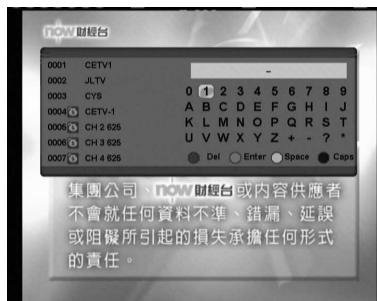 now 財經台
0001 CETV1
0002 JLTV
0003 CYS
0004 CETV-1
0005 CH 2 625
0006 CH 3 625
0007 CH 4 625
-
0 1 2 3 4 5 6 7 8 9
A B C D E F G H I J
K L M N O P Q R S T
U V W X Y Z + - ? *
Del Enter Space Caps
集團公司、now 財經台或內容供應者
不會就任何資料不準、錯漏、延誤
或阻礙所引起的損失承擔任何形式
的責任。